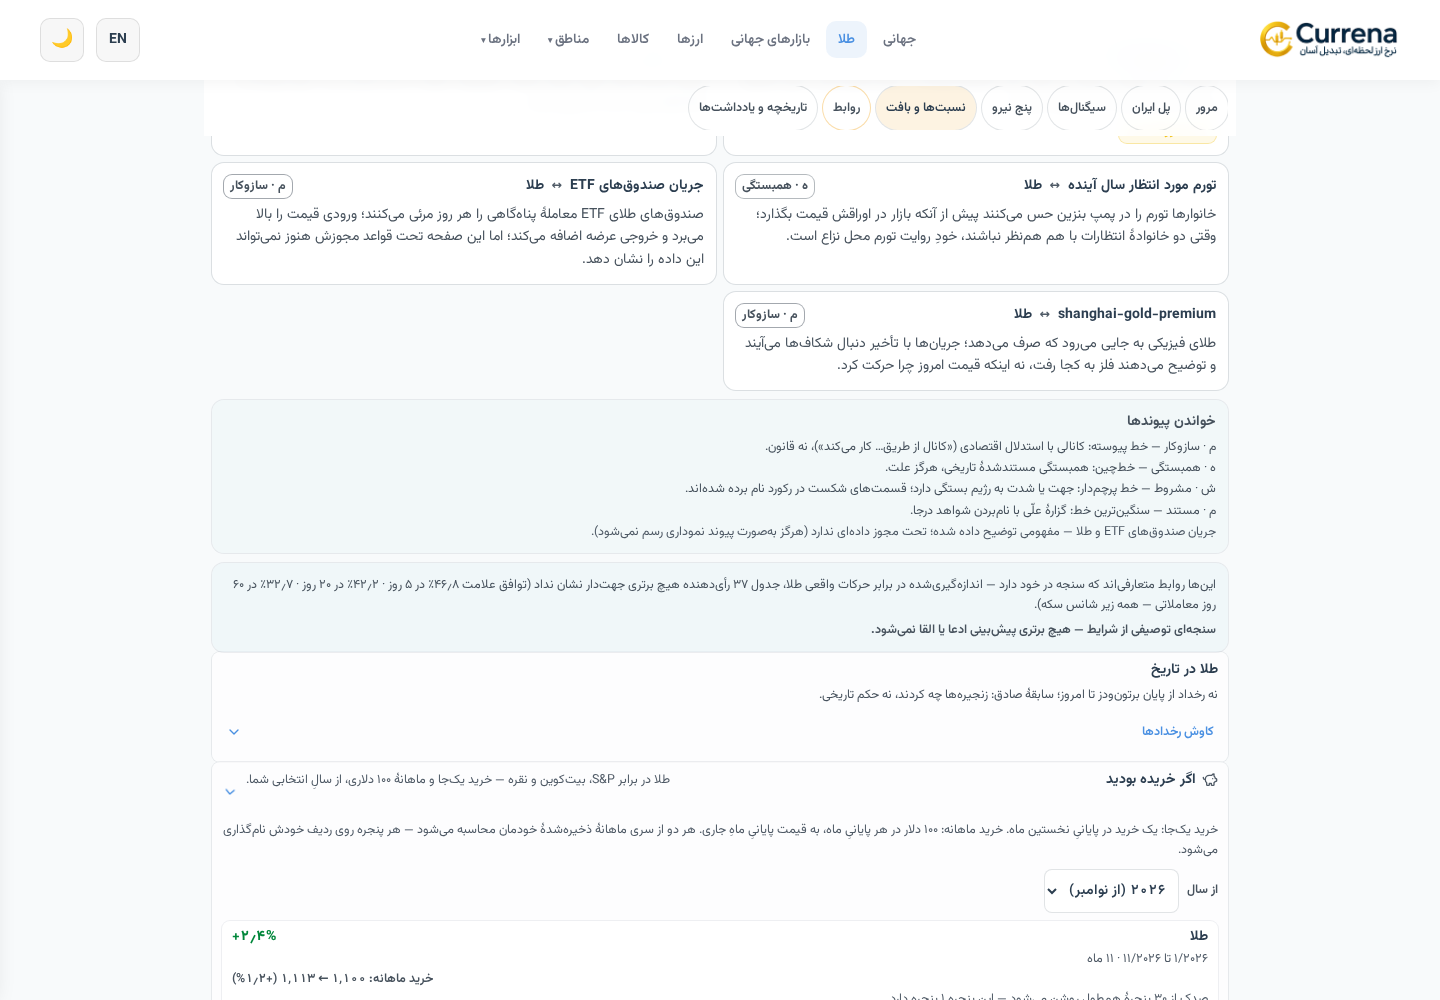 Currena
نرخ ارز لحظه‌ای، تبدیل آسان
جهانی
طلا
بازارهای جهانی
ارزها
کالاها
مناطق ▾
ابزارها ▾
EN
مرور
پل ایران
سیگنال‌ها
پنج نیرو
نسبت‌ها و بافت
روابط
تاریخچه و یادداشت‌ها
تورم مورد انتظار سال آینده ↔ طلا
ه · همبستگی
خانوارها تورم را در پمپ بنزین حس می‌کنند پیش از آنکه بازار در اوراقش قیمت بگذارد؛
وقتی دو خانوادهٔ انتظارات با هم هم‌نظر نباشند، خودِ روایت تورم محل نزاع است.
جریان صندوق‌های ETF ↔ طلا
م · سازوکار
صندوق‌های طلای ETF معاملهٔ پناه‌گاهی را هر روز مرئی می‌کنند؛ ورودی قیمت را بالا
می‌برد و خروجی عرضه اضافه می‌کند؛ اما این صفحه تحت قواعد مجوزش هنوز نمی‌تواند
این داده را نشان دهد.
shanghai-gold-premium ↔ طلا
م · سازوکار
طلای فیزیکی به جایی می‌رود که صرف می‌دهد؛ جریان‌ها با تأخیر دنبال شکاف‌ها می‌آیند
و توضیح می‌دهند فلز به کجا رفت، نه اینکه قیمت امروز چرا حرکت کرد.
خواندن پیوندها
م · سازوکار — خط پیوسته: کانالی با استدلال اقتصادی («کانال از طریق… کار می‌کند»)، نه قانون.
ه · همبستگی — خط‌چین: همبستگی مستندشدهٔ تاریخی، هرگز علت.
ش · مشروط — خط پرچم‌دار: جهت یا شدت به رژیم بستگی دارد؛ قسمت‌های شکست در رکورد نام برده شده‌اند.
م · مستند — سنگین‌ترین خط: گزارهٔ علّی با نام‌بردن شواهد درجا.
جریان صندوق‌های ETF و طلا — مفهومی توضیح داده شده؛ تحت مجوز داده‌ای ندارد (هرگز به‌صورت پیوند نموداری رسم نمی‌شود).
این‌ها روابط متعارفی‌اند که سنجه در خود دارد — اندازه‌گیری‌شده در برابر حرکات واقعی طلا، جدول ۳۷ رأی‌دهنده هیچ برتری جهت‌دار نشان نداد (توافق علامت ۴۶٫۸٪ در ۵ روز · ۴۲٫۲٪ در ۲۰ روز · ۳۲٫۷٪ در ۶۰
روز معاملاتی — همه زیر شانس سکه).
سنجه‌ای توصیفی از شرایط — هیچ برتری پیش‌بینی ادعا یا القا نمی‌شود.
طلا در تاریخ
نه رخداد از پایان برتون‌ودز تا امروز؛ سابقهٔ صادق: زنجیره‌ها چه کردند، نه حکم تاریخی.
کاوش رخدادها
اگر خریده بودید
طلا در برابر S&P، بیت‌کوین و نقره — خرید یک‌جا و ماهانهٔ ۱۰۰ دلاری، از سالِ انتخابی شما.
خرید یک‌جا: یک خرید در پایانیِ نخستین ماه. خرید ماهانه: ۱۰۰ دلار در هر پایانیِ ماه، به قیمت پایانیِ ماهِ جاری. هر دو از سری ماهانهٔ ذخیره‌شدهٔ خودمان محاسبه می‌شود — هر پنجره روی ردیف خودش نام‌گذاری
می‌شود.
از سال
۲۰۲۶ (از نوامبر)
طلا
+۲٫۴%
۱/۲۰۲۶ تا ۱۱/۲۰۲۶ · ۱۱ ماه
خرید ماهانه: ۱,۱۰۰ ← ۱,۱۱۳ (+۱٫۲%)